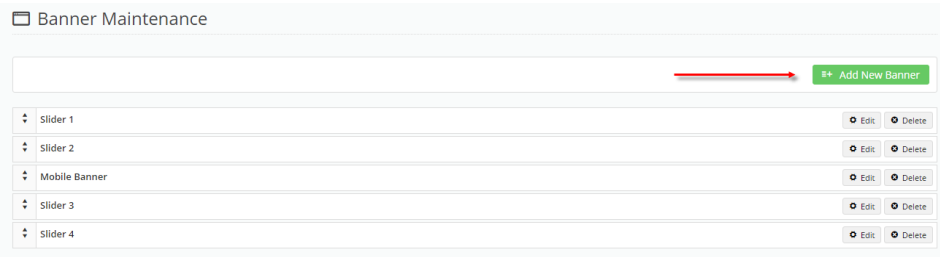 Banner Maintenance
Add New Banner
Slider 1 Edit Delete
Slider 2 Edit Delete
Mobile Banner Edit Delete
Slider 3 Edit Delete
Slider 4 Edit Delete